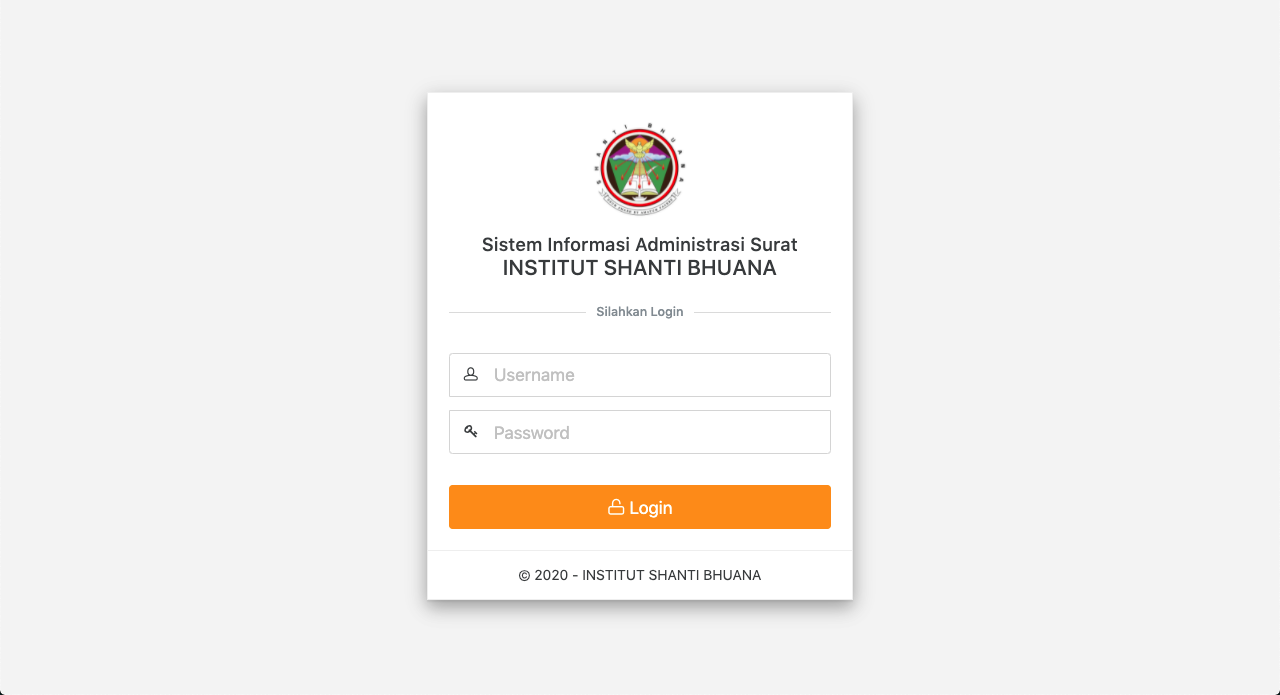 SHANTI BHUANA
Sistem Informasi Administrasi Surat
INSTITUT SHANTI BHUANA
Silahkan Login
Username
Password
Login
© 2020 - INSTITUT SHANTI BHUANA